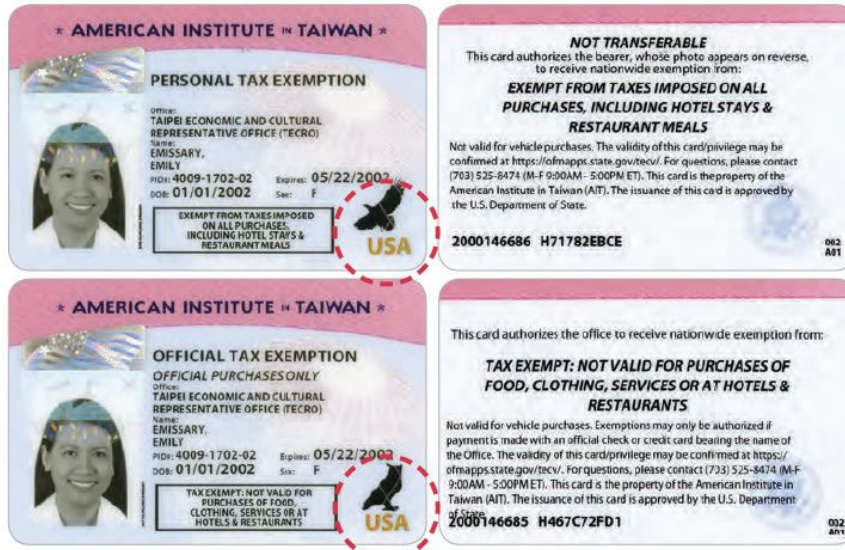 * AMERICAN INSTITUTE IN TAIWAN *
PERSONAL TAX EXEMPTION
Office:
TAIPEI ECONOMIC AND CULTURAL
REPRESENTATIVE OFFICE (TECRO)
Name:
EMISSARY,
EMILY
PID#: 4009-1702-02 Expires: 05/22/2002
DOB: 01/01/2002 Sex: F
EXEMPT FROM TAXES IMPOSED
ON ALL PURCHASES,
INCLUDING HOTEL STAYS &
RESTAURANT MEALS
USA
NOT TRANSFERABLE
This card authorizes the bearer, whose photo appears on reverse,
to receive nationwide exemption from:
EXEMPT FROM TAXES IMPOSED ON ALL
PURCHASES, INCLUDING HOTEL STAYS &
RESTAURANT MEALS
Not valid for vehicle purchases. The validity of this card/privilege may be
confirmed at https://ofmapps.state.gov/tecv/. For questions, please contact
(703) 525-8474 (M-F 9:00AM - 5:00PM ET). This card is the property of the
American Institute in Taiwan (AIT). The issuance of this card is approved by
the U.S. Department of State.
2000146686 H71782EBCE
002
A01
* AMERICAN INSTITUTE IN TAIWAN *
OFFICIAL TAX EXEMPTION
OFFICIAL PURCHASES ONLY
Office:
TAIPEI ECONOMIC AND CULTURAL
REPRESENTATIVE OFFICE (TECRO)
Name:
EMISSARY,
EMILY
PID#: 4009-1702-02 Expires: 05/22/2002
DOB: 01/01/2002 Sex: F
TAX EXEMPT: NOT VALID FOR
PURCHASES OF FOOD,
CLOTHING, SERVICES OR AT
HOTELS & RESTAURANTS
USA
This card authorizes the office to receive nationwide exemption from:
TAX EXEMPT: NOT VALID FOR PURCHASES OF
FOOD, CLOTHING, SERVICES OR AT HOTELS &
RESTAURANTS
Not valid for vehicle purchases. Exemptions may only be authorized if
payment is made with an official check or credit card bearing the name of
the Office. The validity of this card/privilege may be confirmed at https://
ofmapps.state.gov/tecv/. For questions, please contact (703) 525-8474 (M-F
9:00AM - 5:00PM ET). This card is the property of the American Institute in
Taiwan (AIT). The issuance of this card is approved by the U.S. Department
of State.
2000146685 H467C72FD1
002
A01